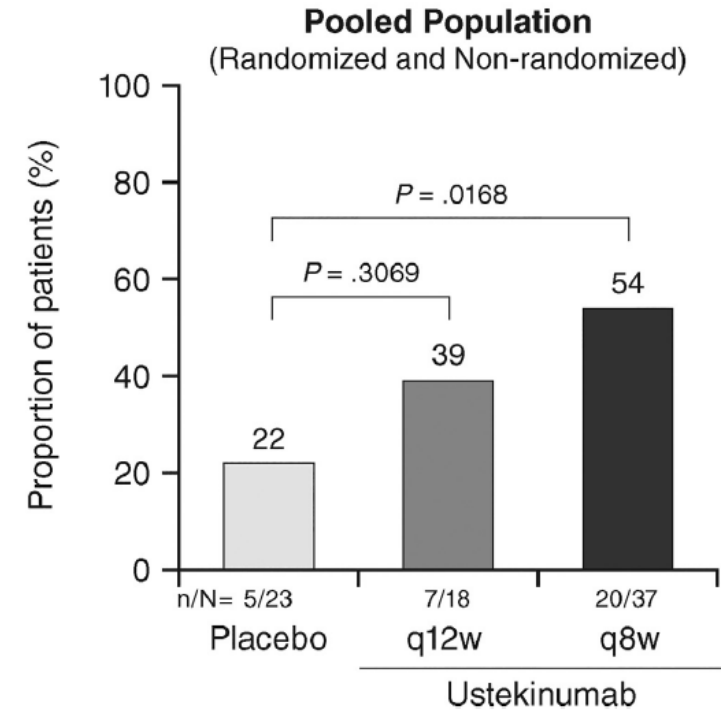 Pooled Population
(Randomized and Non-randomized)
Proportion of patients (%)
100
80
60
40
20
0
P = .0168
P = .3069
22
39
54
n/N= 5/23 7/18 20/37
Placebo q12w q8w
Ustekinumab